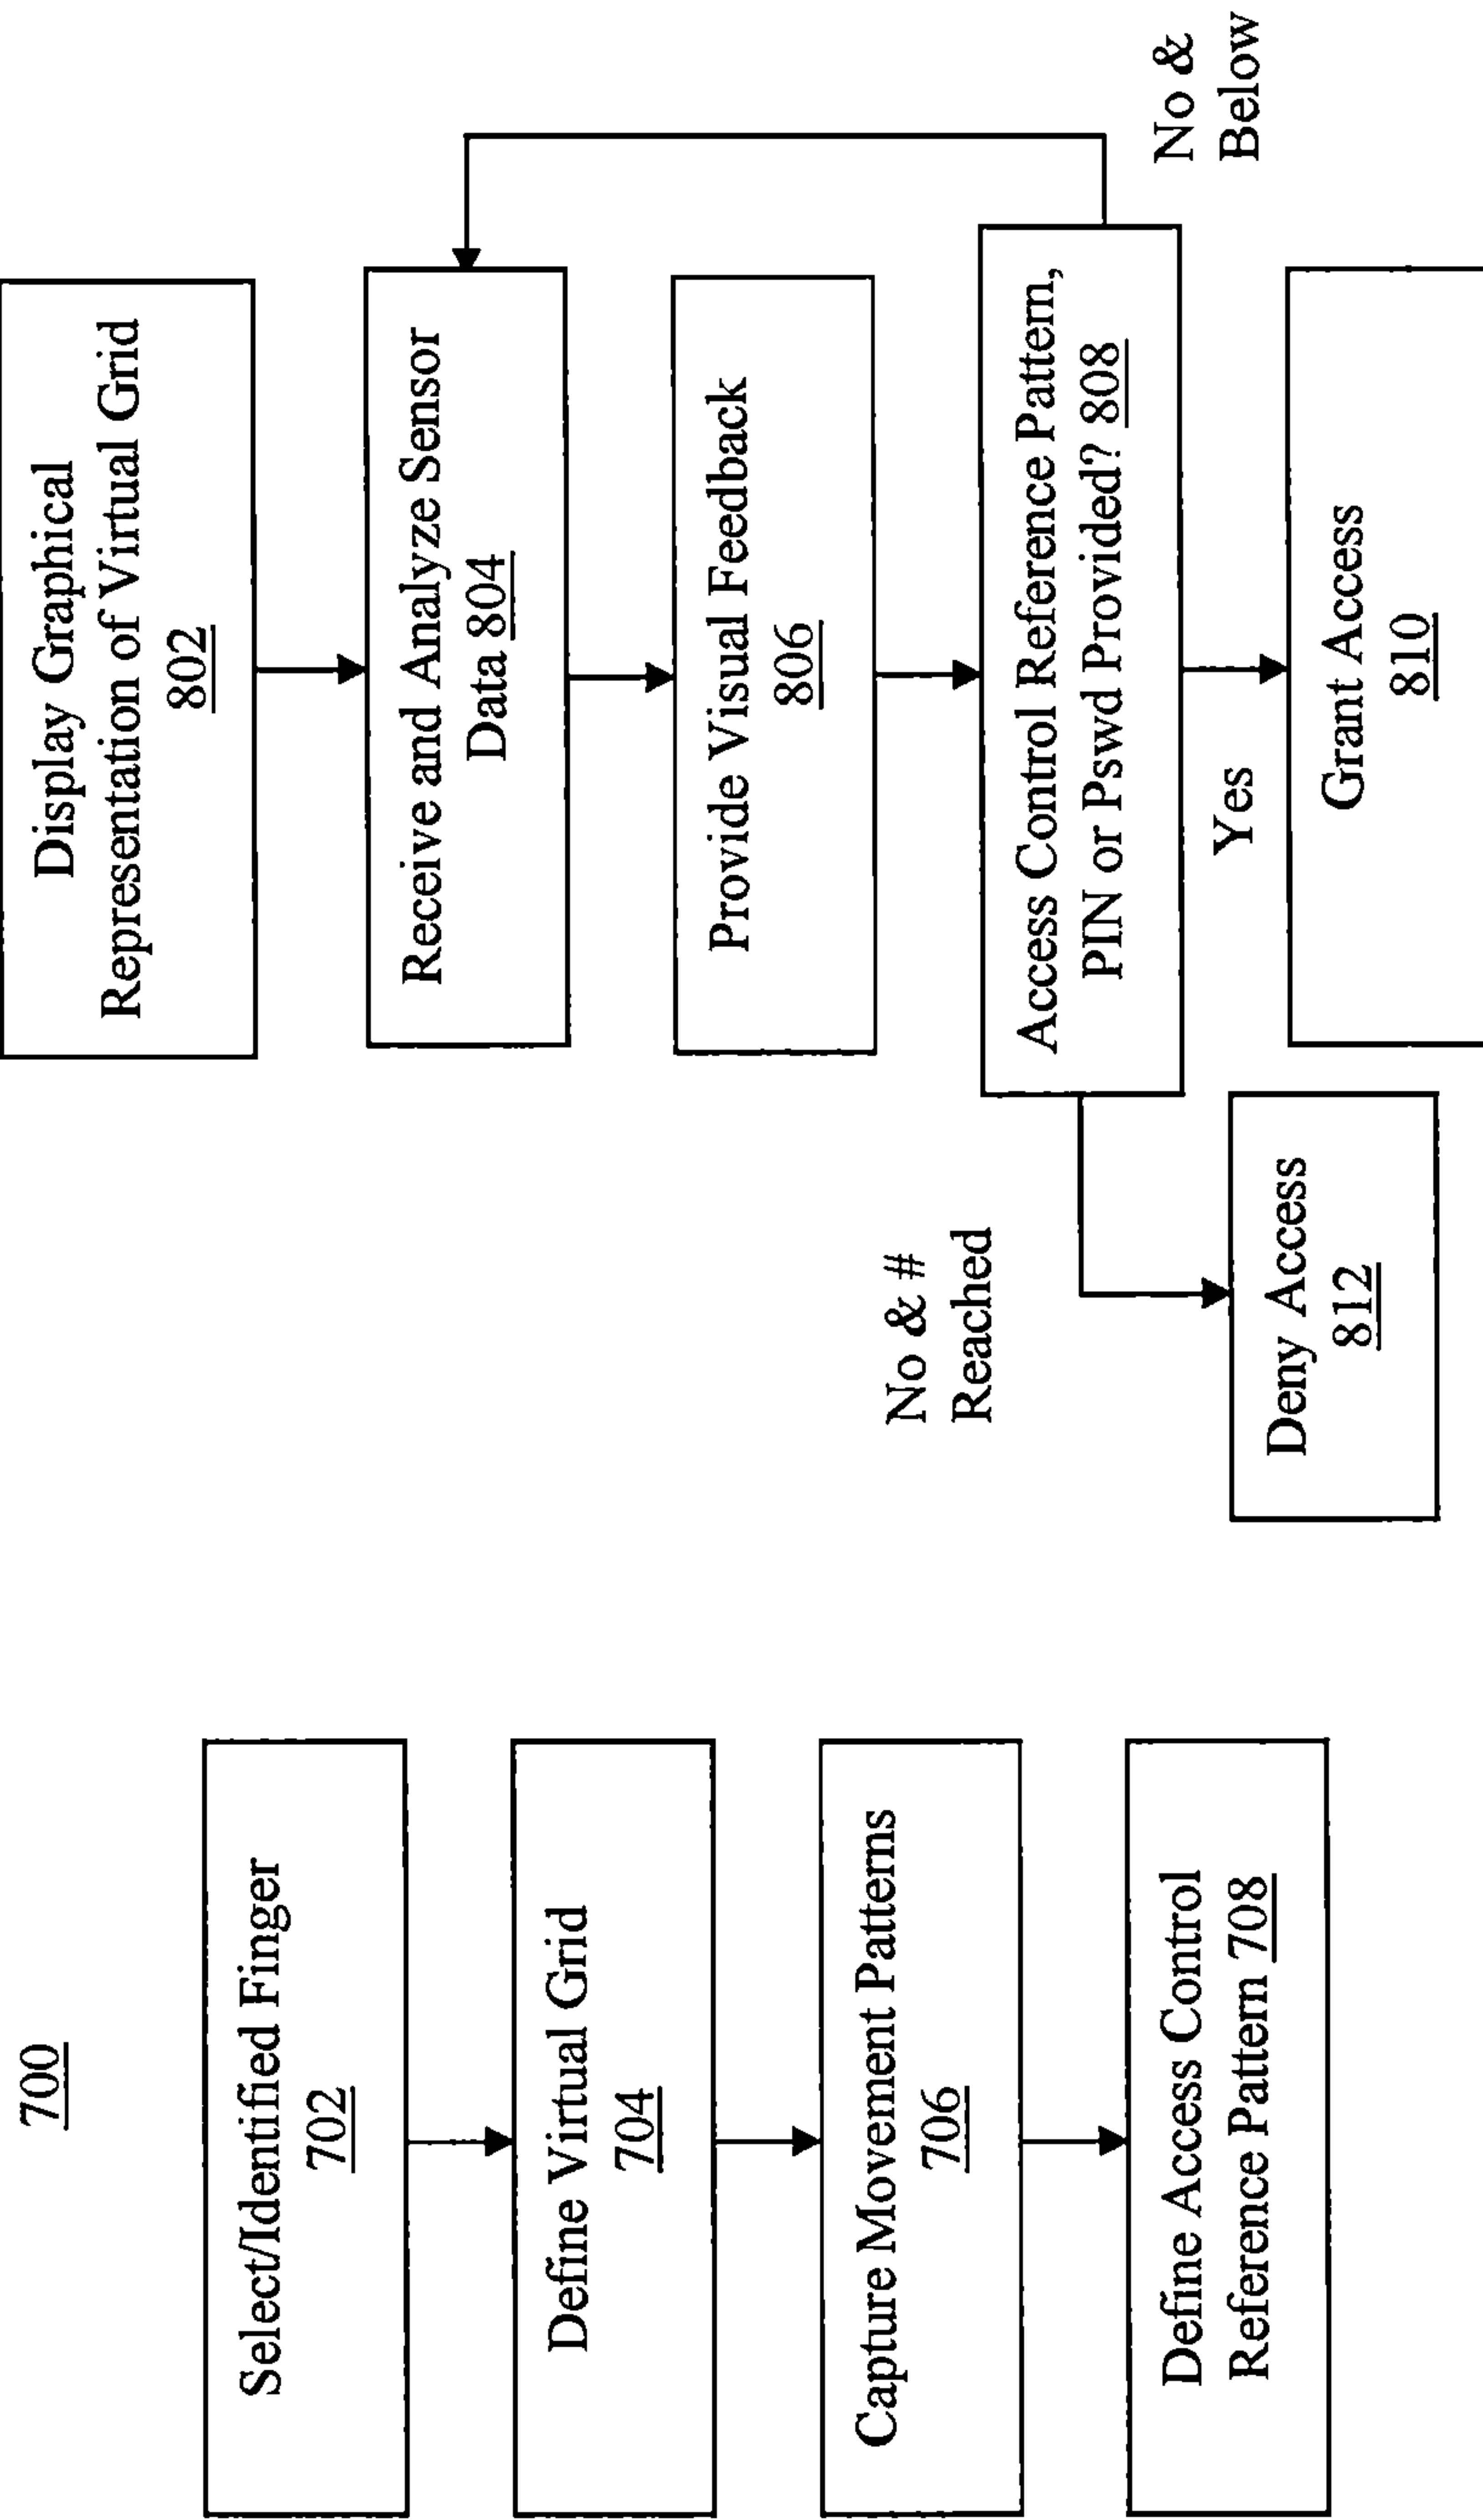 700
Select/Identified Finger
702
Define Virtual Grid
704
Capture Movement Patterns
706
Define Access Control
Reference Pattern 708
Display Graphical
Representation of Virtual Grid
802
Receive and Analyze Sensor
Data 804
Provide Visual Feedback
806
Access Control Reference Pattern,
PIN or Pswd Provided? 808
No &
Below
No & #
Reached
Yes
Deny Access
812
Grant Access
810